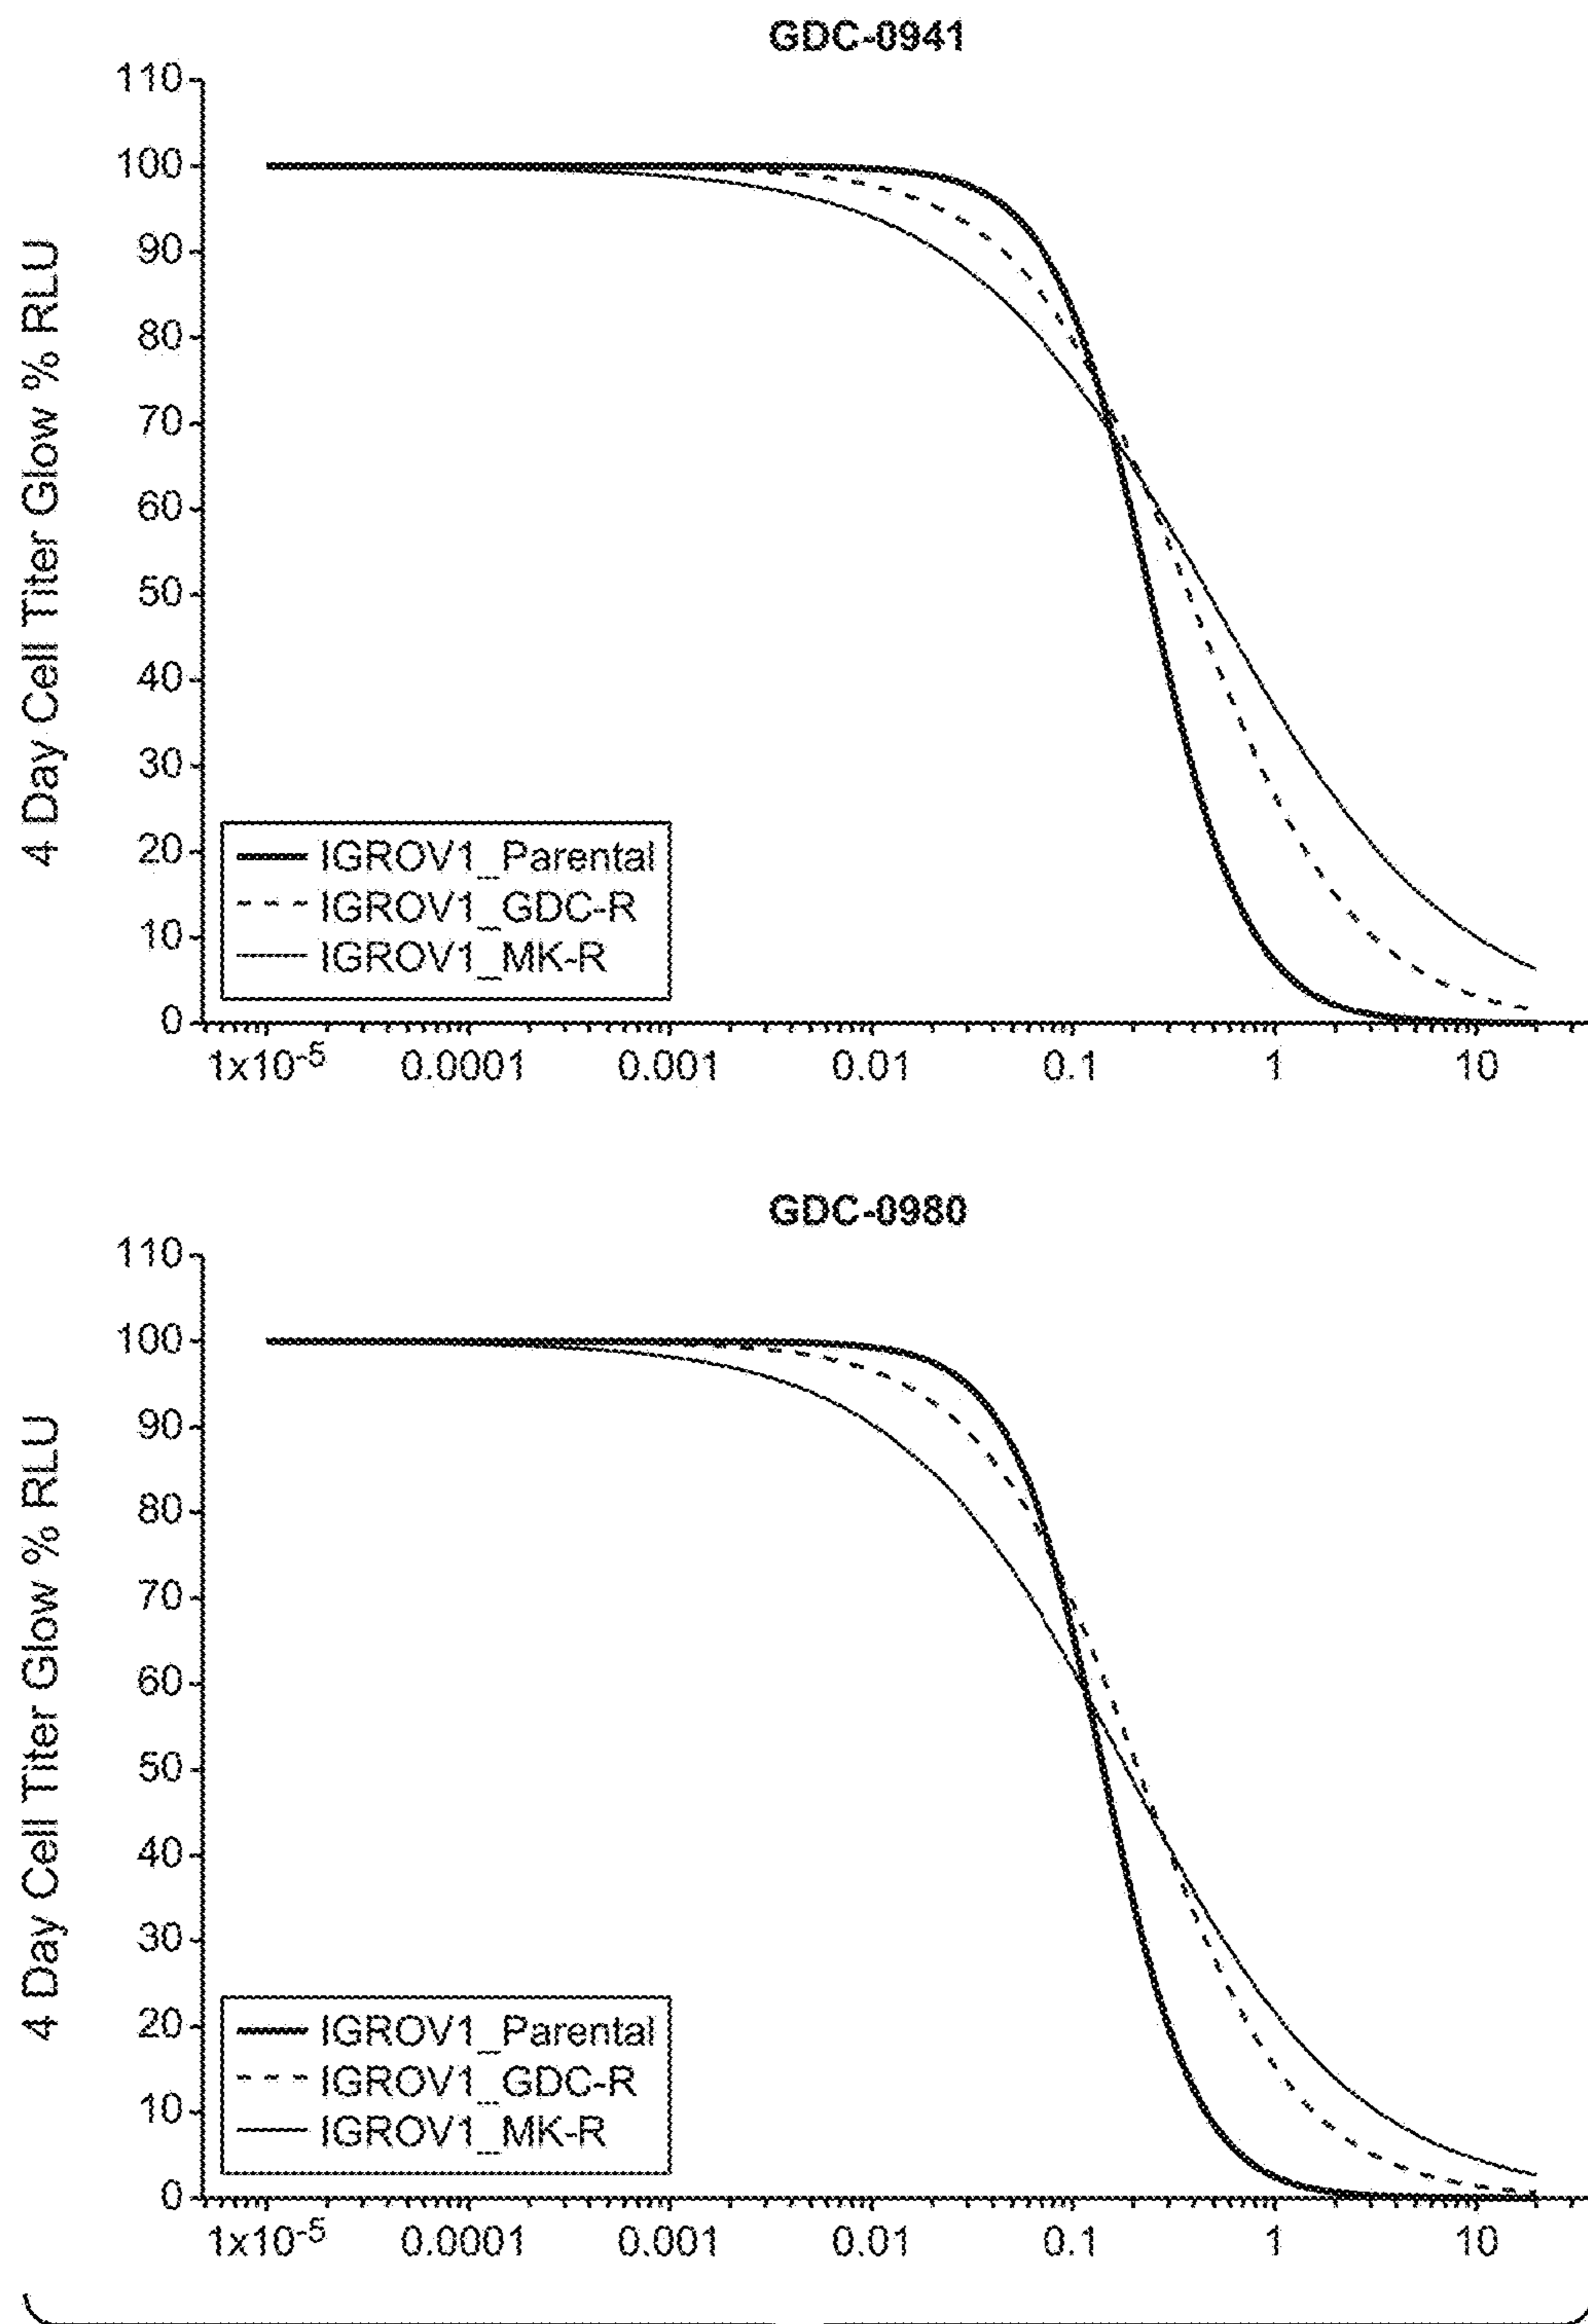 GDC-0941
4 Day Cell Titer Glow % RLU
110
100
90
80
70
60
50
40
30
20
10
0
IGROV1_Parental
IGROV1_GDC-R
IGROV1_MK-R
1x10-5 0.0001 0.001 0.01 0.1 1 10
GDC-0980
4 Day Cell Titer Glow % RLU
110
100
90
80
70
60
50
40
30
20
10
0
IGROV1_Parental
IGROV1_GDC-R
IGROV1_MK-R
1x10-5 0.0001 0.001 0.01 0.1 1 10